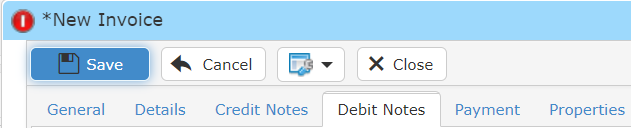 *New Invoice
Save Cancel Close
General Details Credit Notes Debit Notes Payment Properties